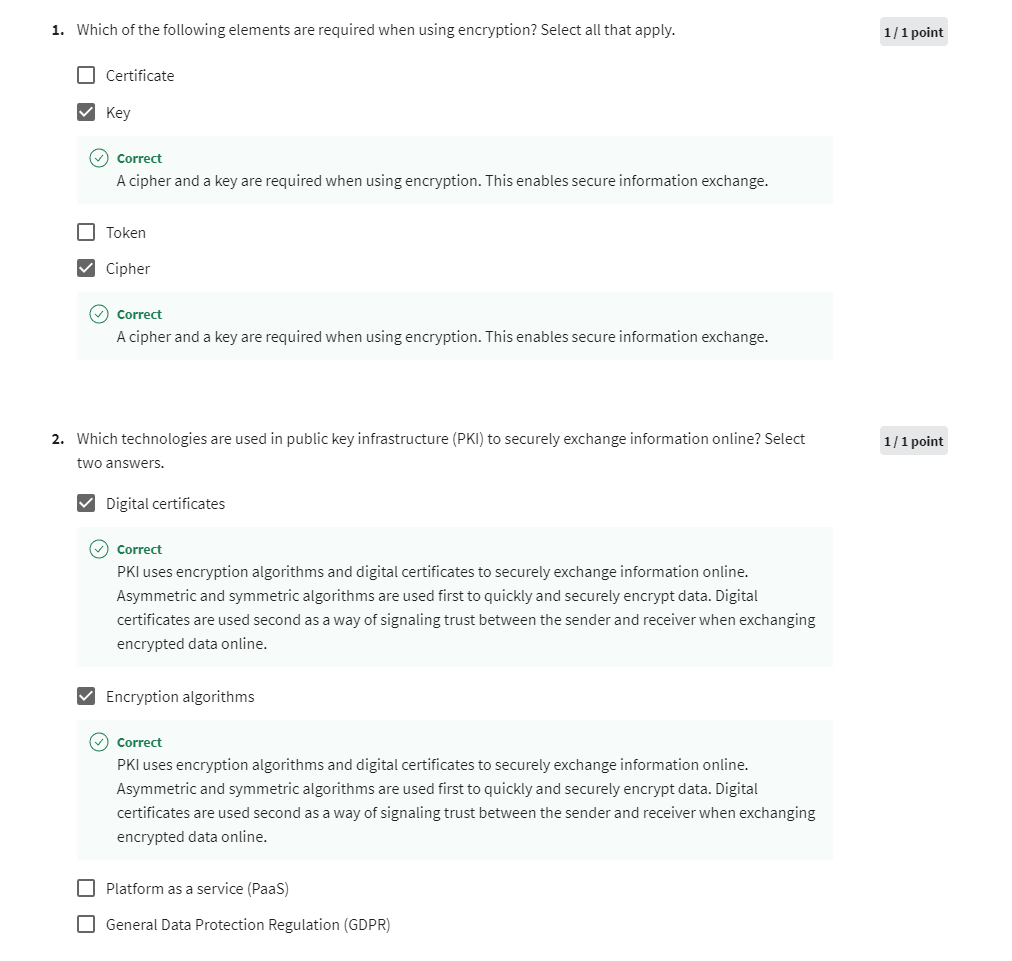 1. Which of the following elements are required when using encryption? Select all that apply.
1 / 1 point
Certificate
Key
Correct
A cipher and a key are required when using encryption. This enables secure information exchange.
Token
Cipher
Correct
A cipher and a key are required when using encryption. This enables secure information exchange.
2. Which technologies are used in public key infrastructure (PKI) to securely exchange information online? Select
two answers.
1 / 1 point
Digital certificates
Correct
PKI uses encryption algorithms and digital certificates to securely exchange information online.
Asymmetric and symmetric algorithms are used first to quickly and securely encrypt data. Digital
certificates are used second as a way of signaling trust between the sender and receiver when exchanging
encrypted data online.
Encryption algorithms
Correct
PKI uses encryption algorithms and digital certificates to securely exchange information online.
Asymmetric and symmetric algorithms are used first to quickly and securely encrypt data. Digital
certificates are used second as a way of signaling trust between the sender and receiver when exchanging
encrypted data online.
Platform as a service (PaaS)
General Data Protection Regulation (GDPR)